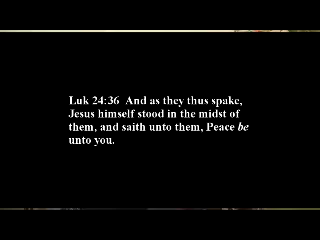 Luk 24:36  And as they thus spake,
Jesus himself stood in the midst of
them, and saith unto them, Peace be
unto you.